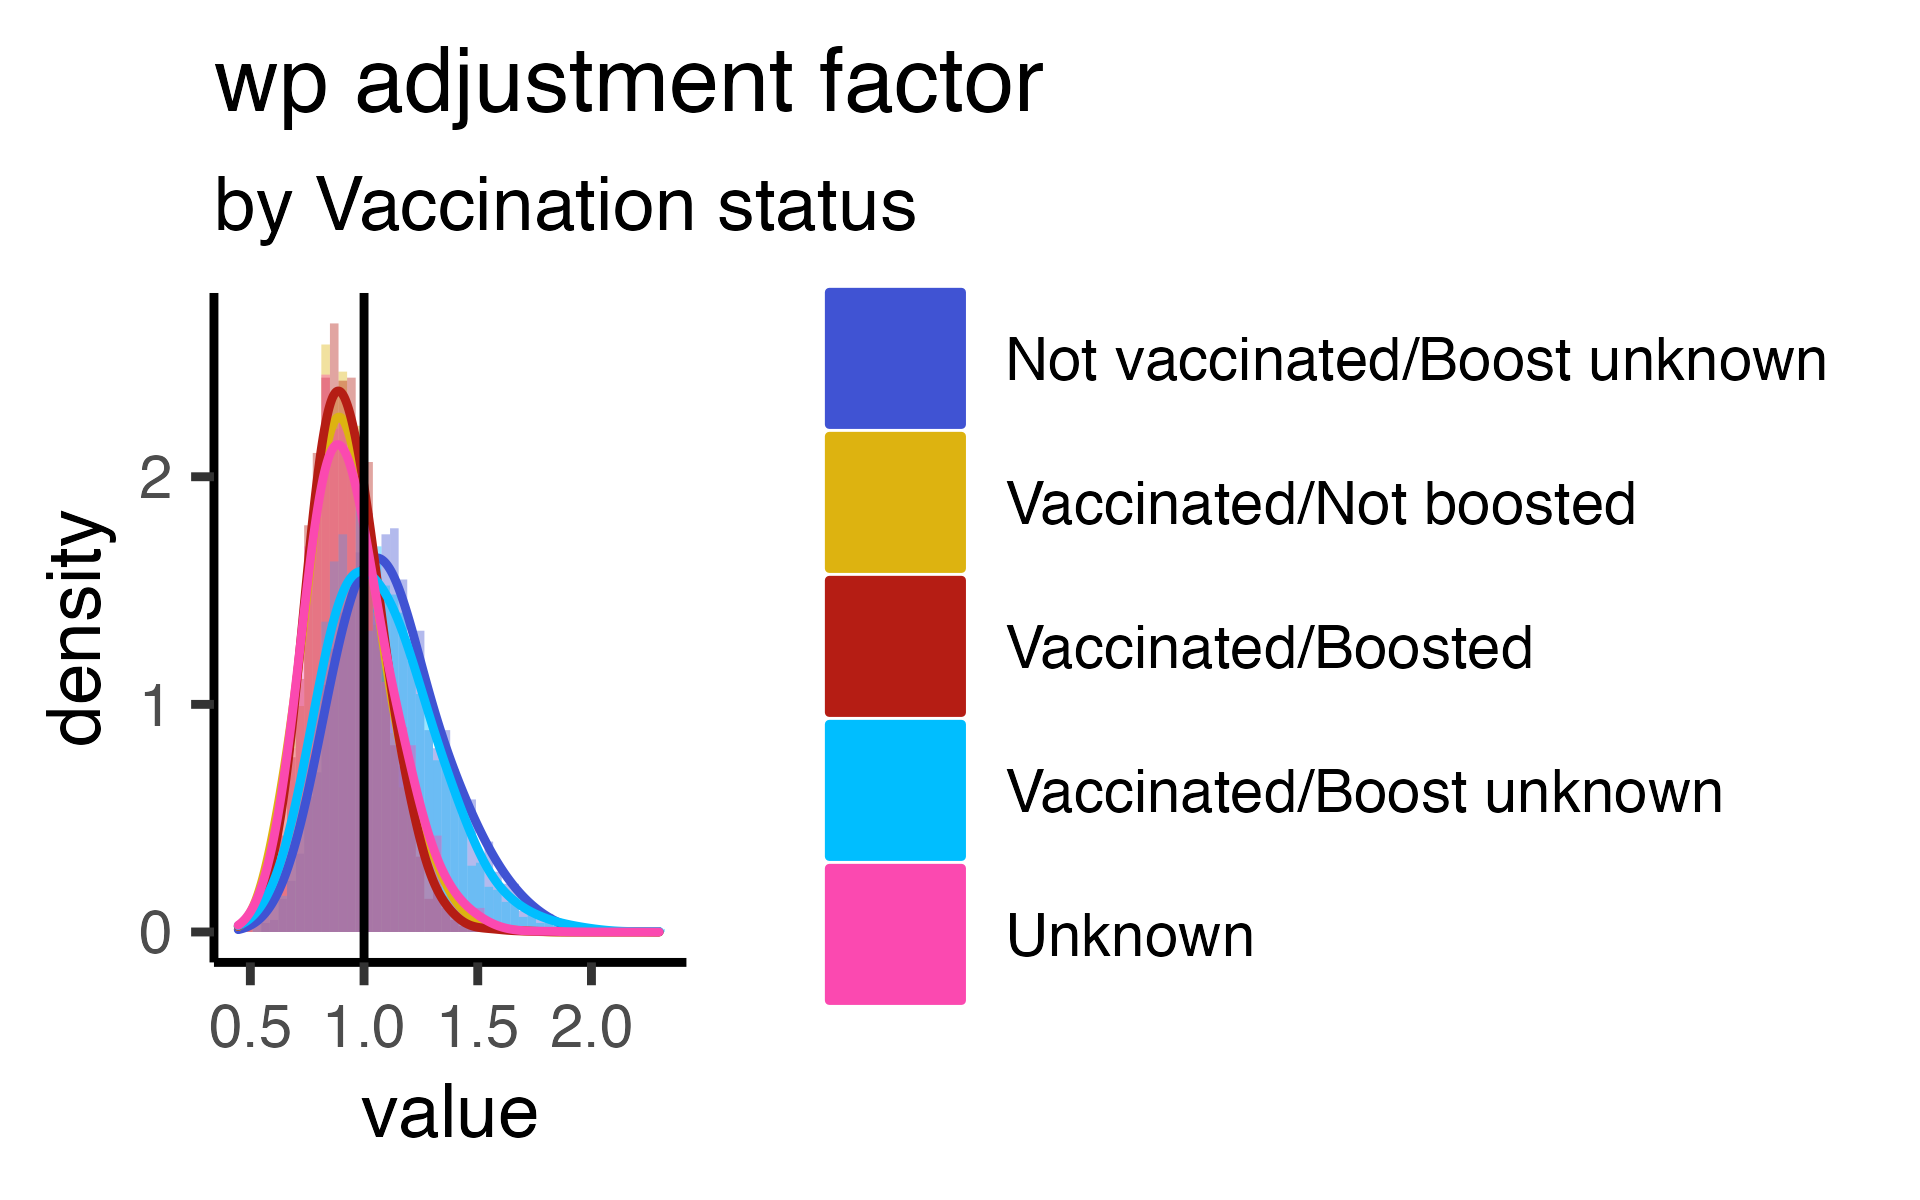 wp adjustment factor
by Vaccination status
density
2
1
0
0.5 1.0 1.5 2.0
value
Not vaccinated/Boost unknown
Vaccinated/Not boosted
Vaccinated/Boosted
Vaccinated/Boost unknown
Unknown